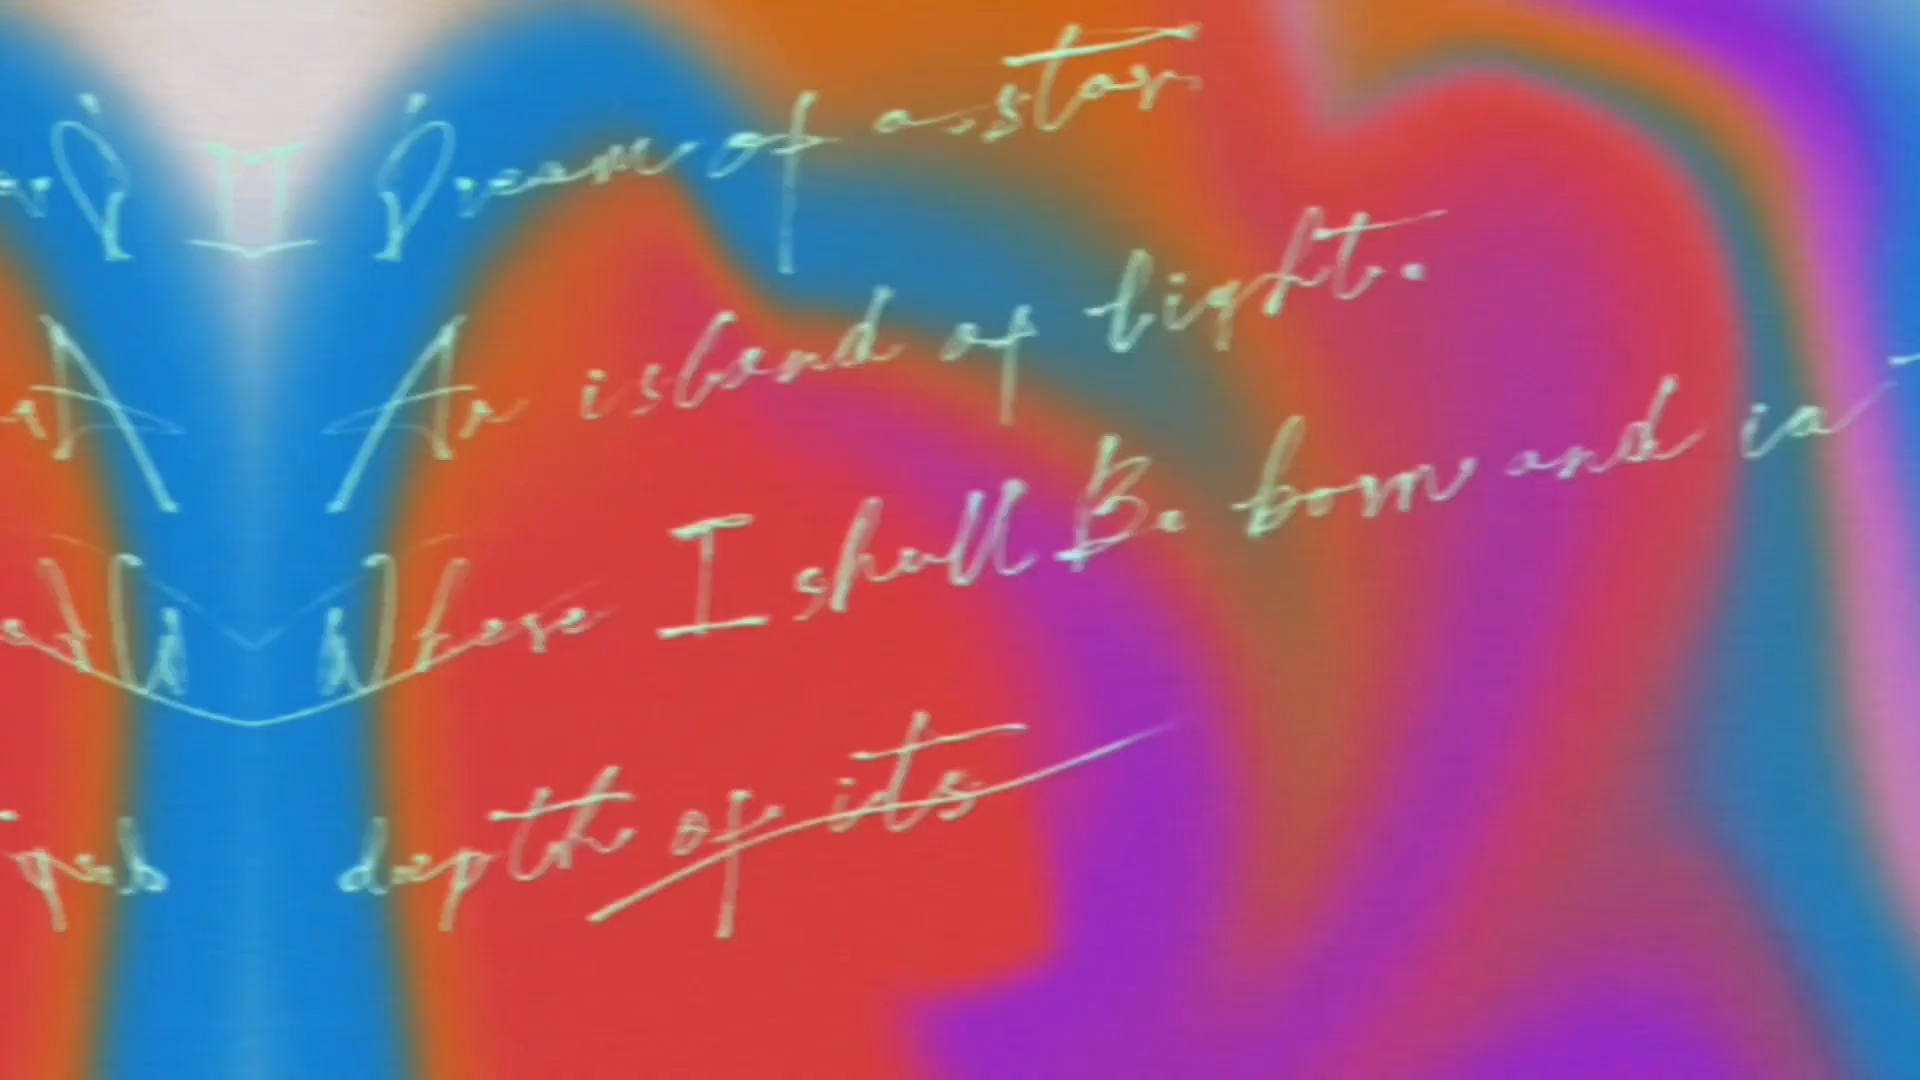 I Dream of a star
An island of light.
where I shall Be born and in
depth of its